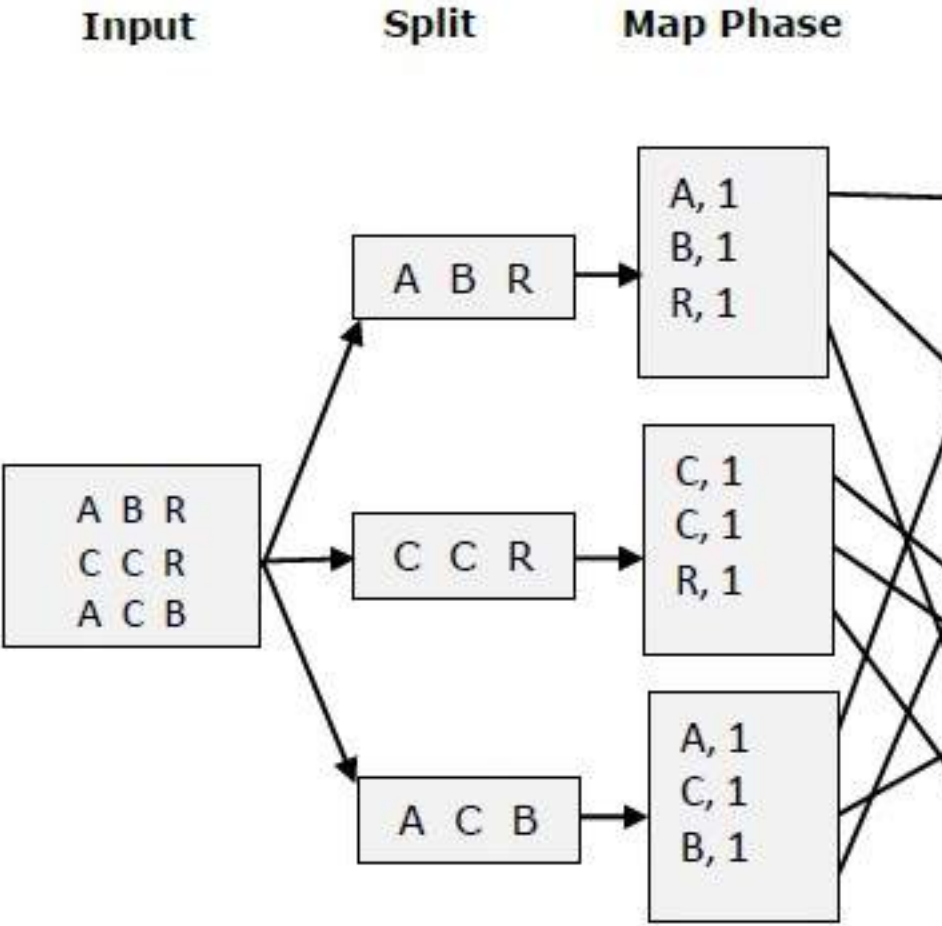 Input Split Map Phase
A B R
C C R
A C B
A B R
C C R
A C B
A, 1
B, 1
R, 1
C, 1
C, 1
R, 1
A, 1
C, 1
B, 1